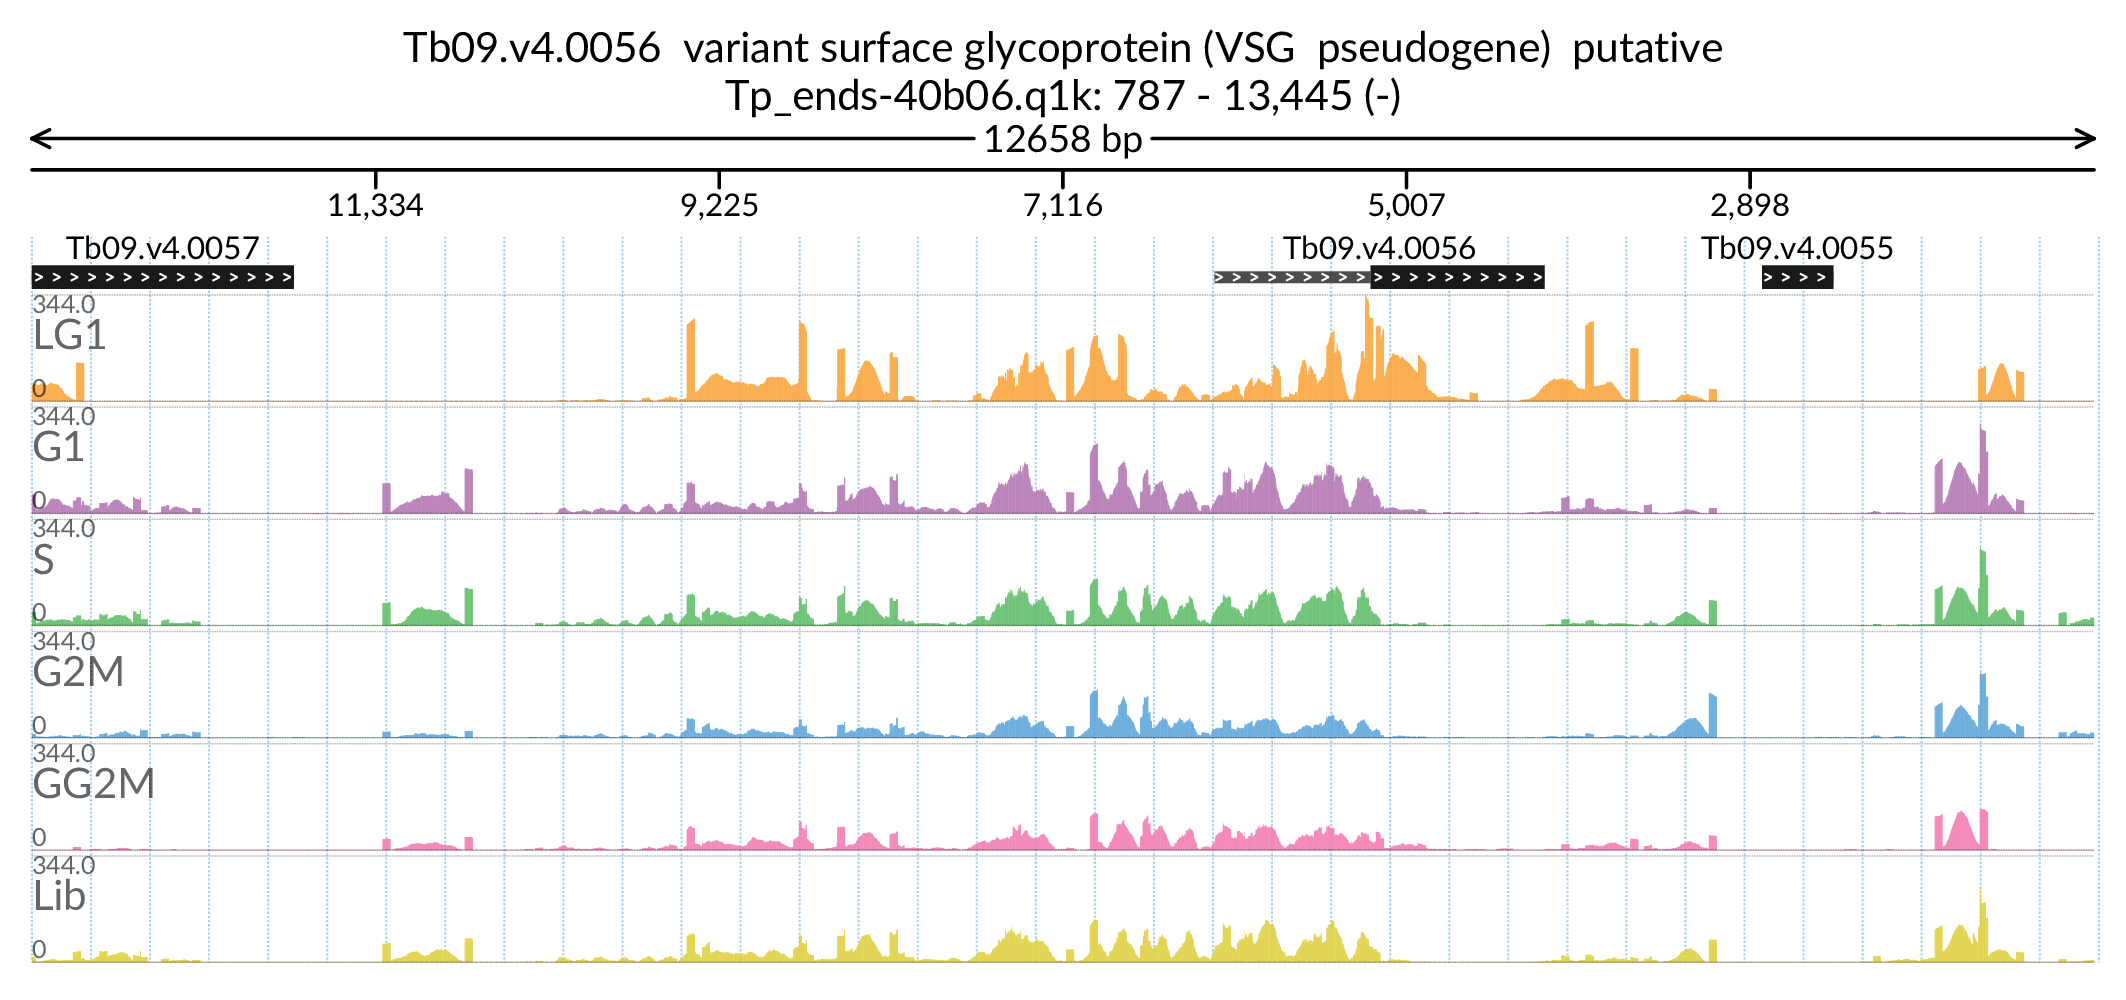 Tb09.v4.0056  variant surface glycoprotein (VSG  pseudogene)  putative
Tp_ends-40b06.q1k: 787 - 13,445 (-)
12658 bp
11,334 9,225 7,116 5,007 2,898
Tb09.v4.0057 Tb09.v4.0056 Tb09.v4.0055
344.0
LG1
0
344.0
G1
0
344.0
S
0
344.0
G2M
0
344.0
GG2M
0
344.0
Lib
0